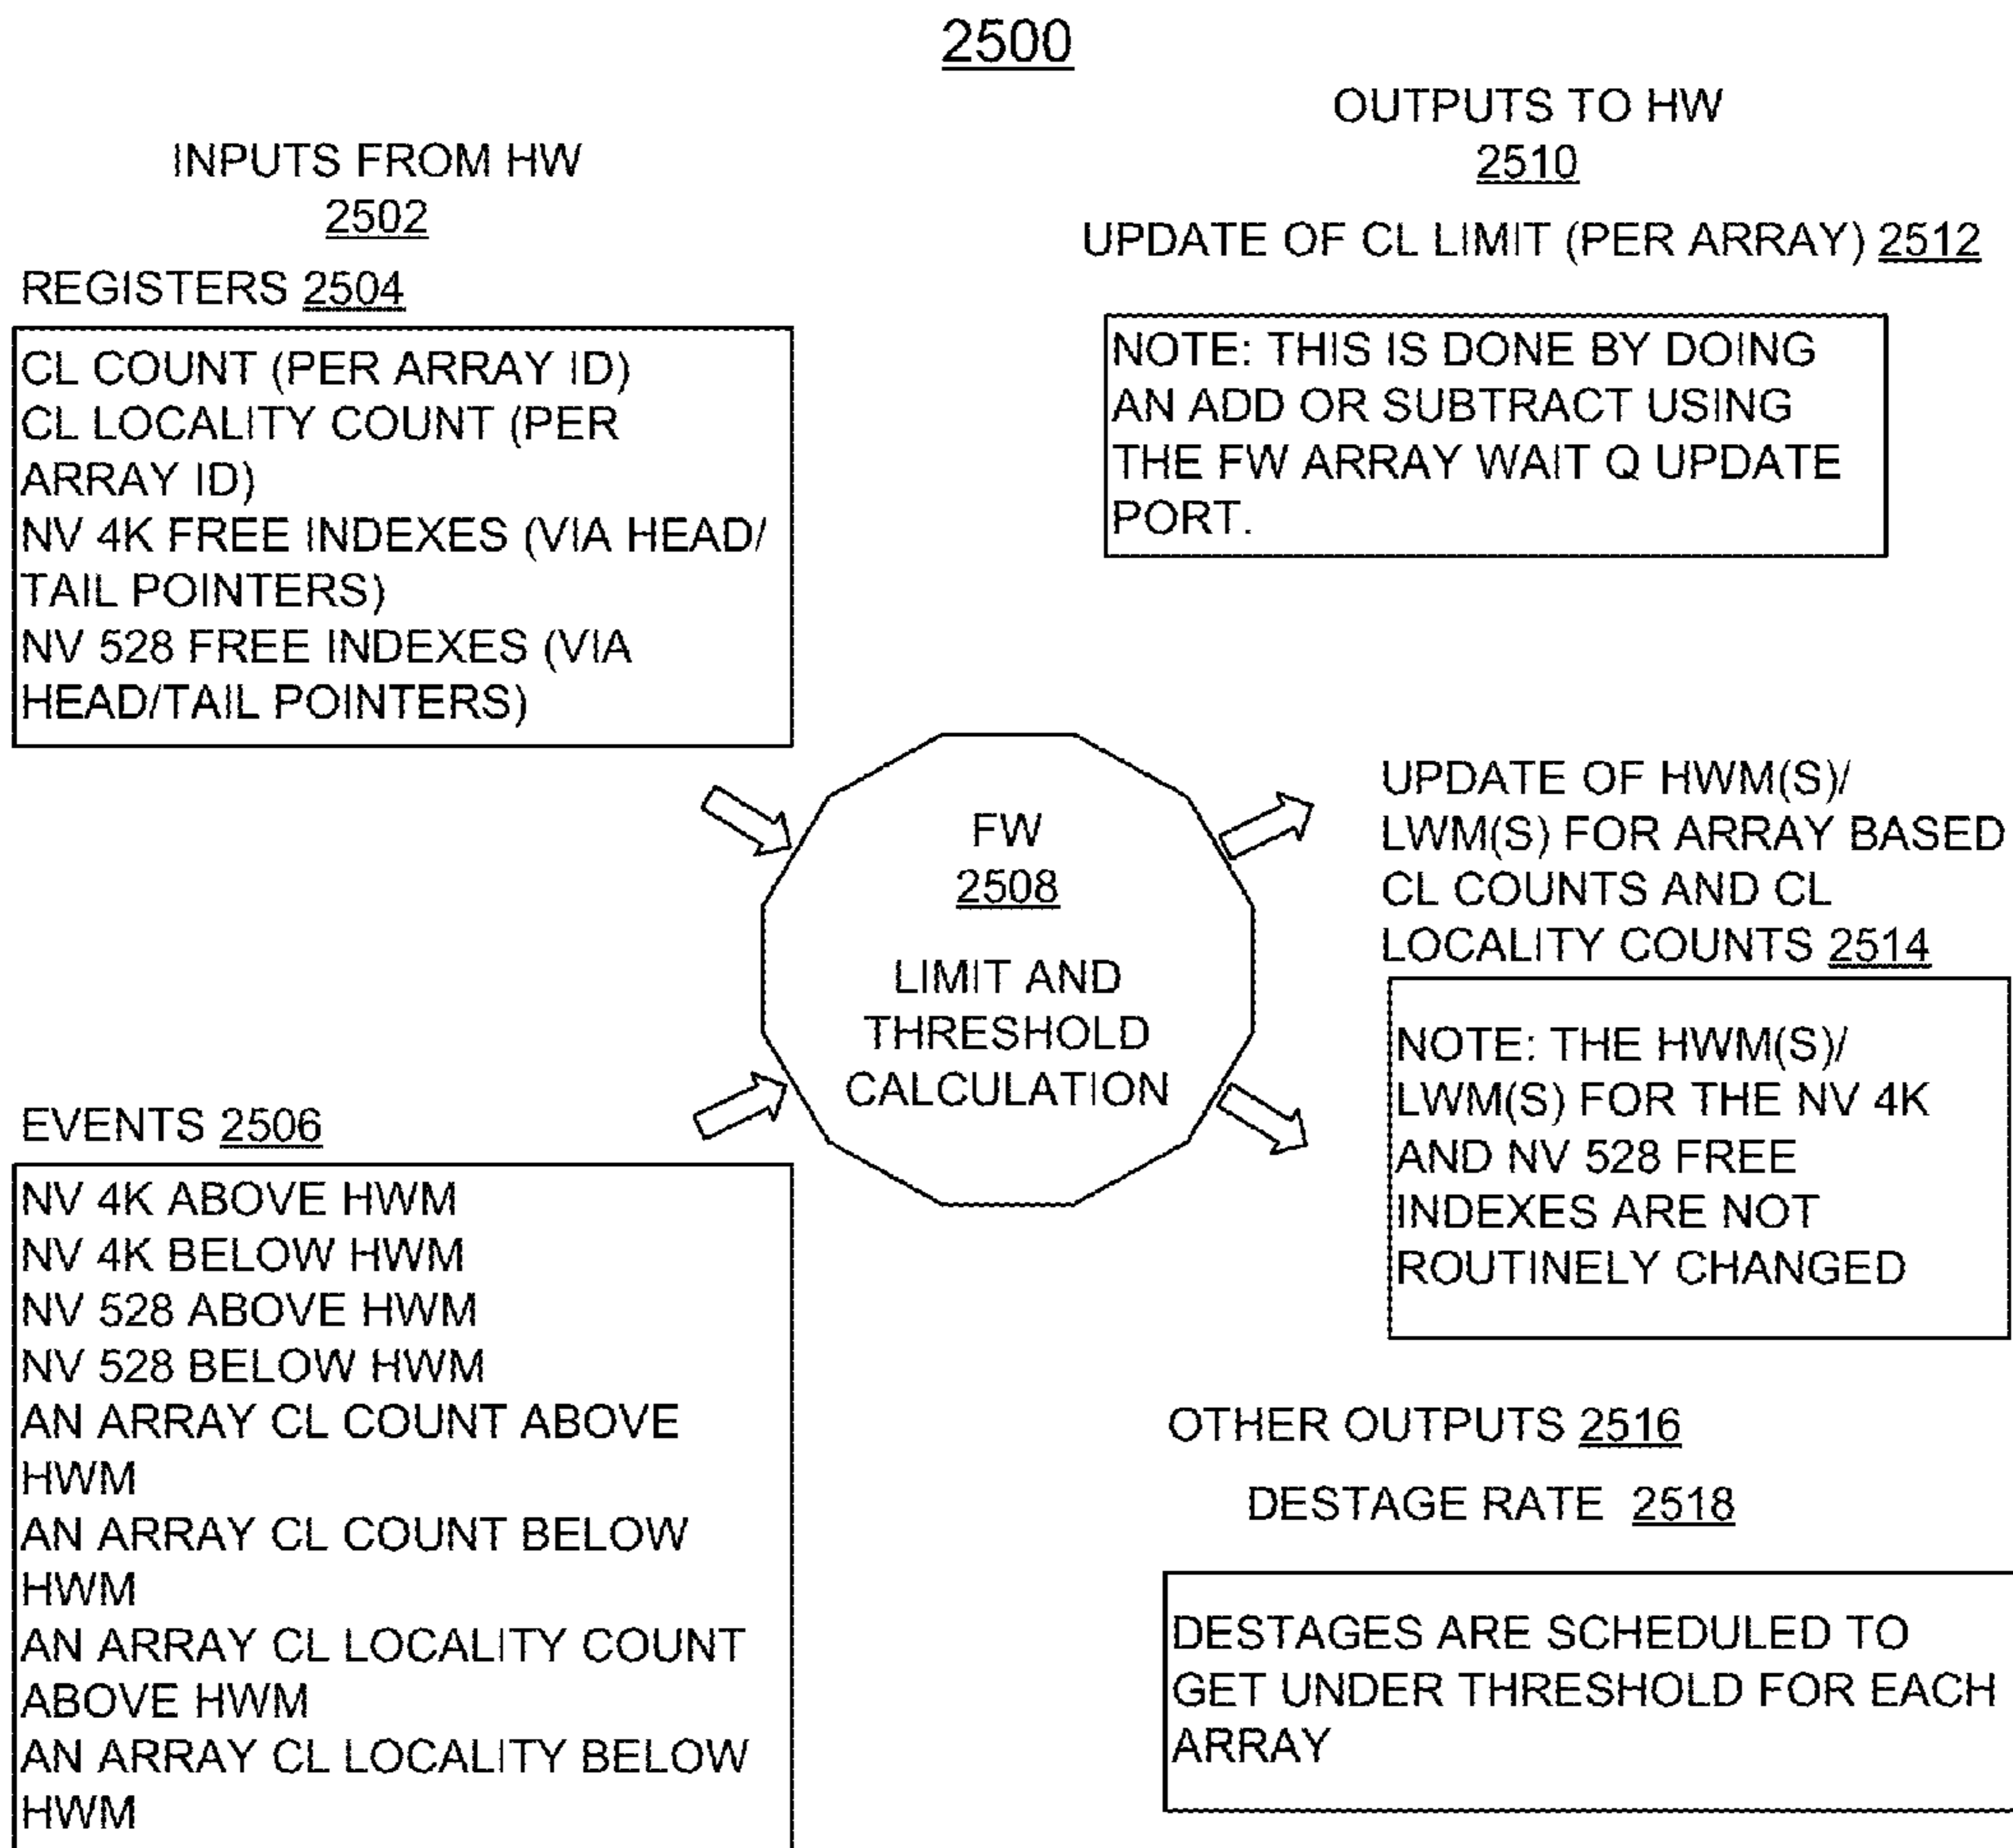 2500
INPUTS FROM HW
2502
REGISTERS 2504
CL COUNT (PER ARRAY ID)
CL LOCALITY COUNT (PER
ARRAY ID)
NV 4K FREE INDEXES (VIA HEAD/
TAIL POINTERS)
NV 528 FREE INDEXES (VIA
HEAD/TAIL POINTERS)
EVENTS 2506
NV 4K ABOVE HWM
NV 4K BELOW HWM
NV 528 ABOVE HWM
NV 528 BELOW HWM
AN ARRAY CL COUNT ABOVE
HWM
AN ARRAY CL COUNT BELOW
HWM
AN ARRAY CL LOCALITY COUNT
ABOVE HWM
AN ARRAY CL LOCALITY BELOW
HWM
FW
2508
LIMIT AND
THRESHOLD
CALCULATION
OUTPUTS TO HW
2510
UPDATE OF CL LIMIT (PER ARRAY) 2512
NOTE: THIS IS DONE BY DOING
AN ADD OR SUBTRACT USING
THE FW ARRAY WAIT Q UPDATE
PORT.
UPDATE OF HWM(S)/
LWM(S) FOR ARRAY BASED
CL COUNTS AND CL
LOCALITY COUNTS 2514
NOTE: THE HWM(S)/
LWM(S) FOR THE NV 4K
AND NV 528 FREE
INDEXES ARE NOT
ROUTINELY CHANGED
OTHER OUTPUTS 2516
DESTAGE RATE 2518
DESTAGES ARE SCHEDULED TO
GET UNDER THRESHOLD FOR EACH
ARRAY